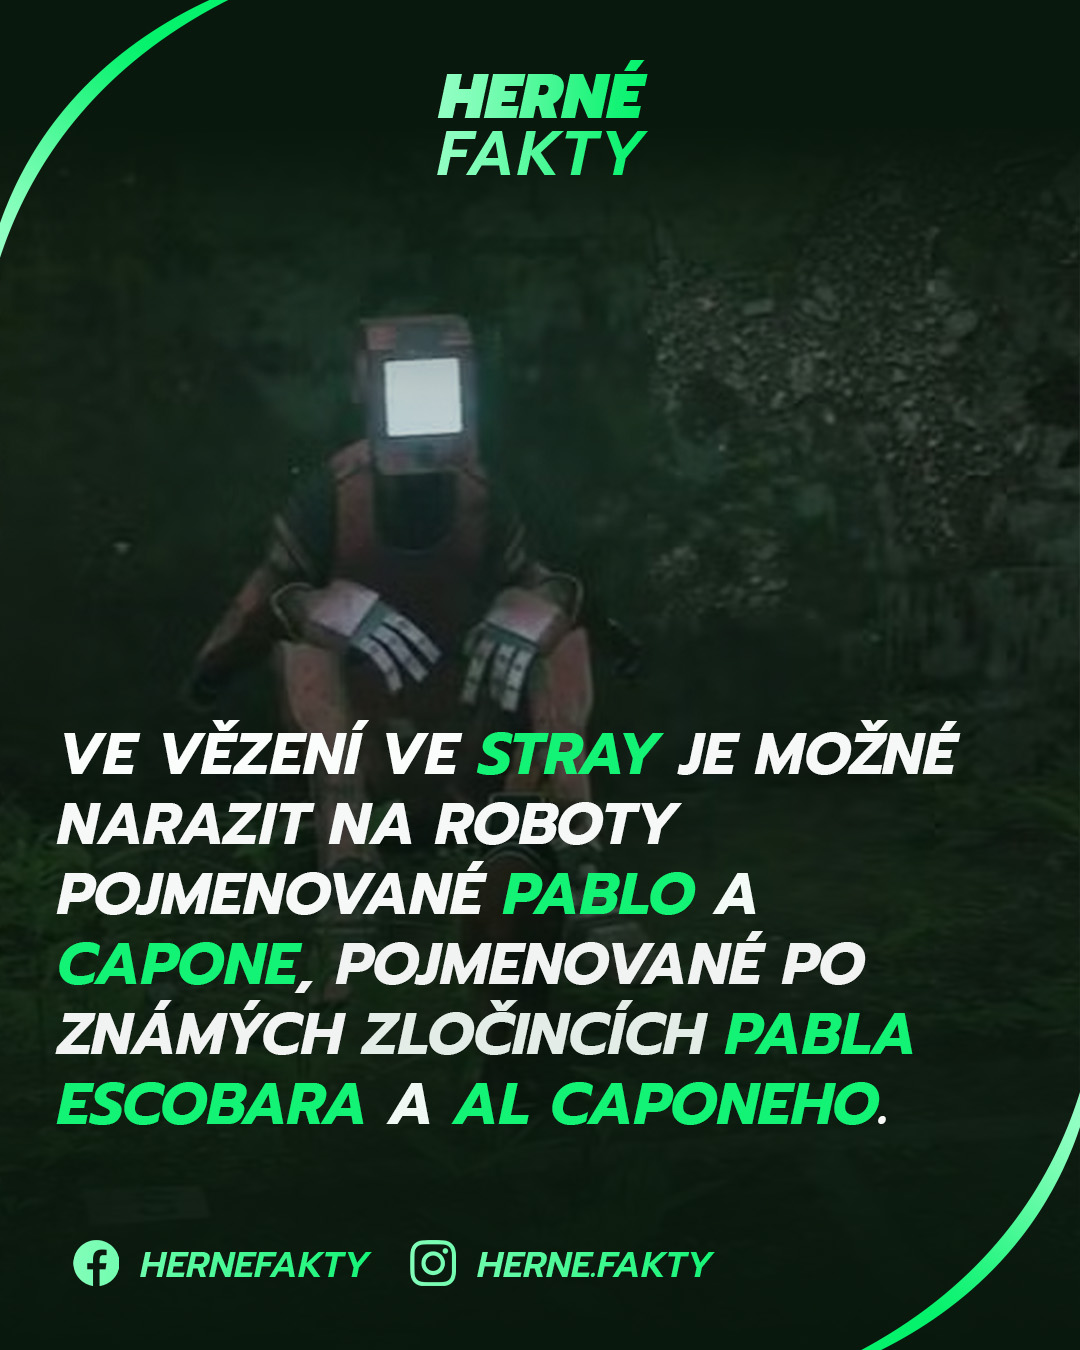 HERNÉ
FAKTY
VE VĚZENÍ VE STRAY JE MOŽNÉ
NARAZIT NA ROBOTY
POJMENOVANÉ PABLO A
CAPONE, POJMENOVANÉ PO
ZNÁMÝCH ZLOČINCÍCH PABLA
ESCOBARA A AL CAPONEHO.
HERNEFAKTY HERNE.FAKTY